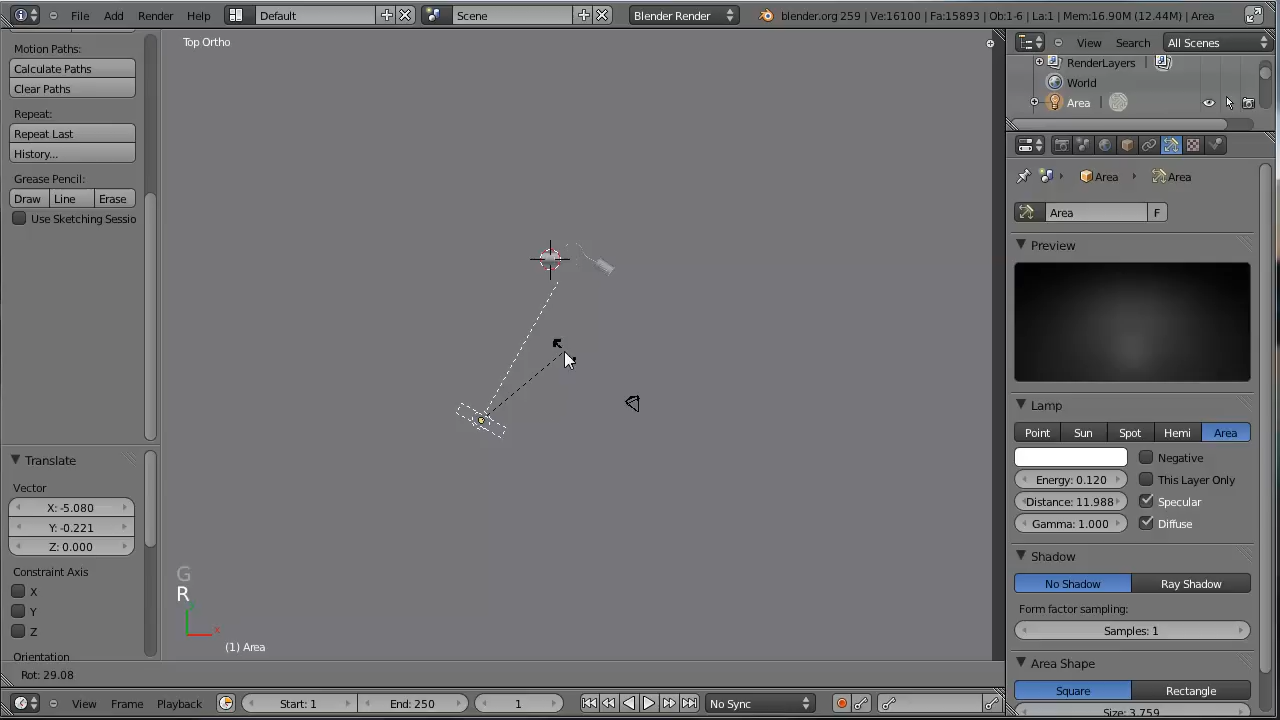 File Add Render Help Default Scene Blender Render blender.org 259 | Ve:16100 | Fa:15893 | Ob:1-6 | La:1 | Mem:16.90M (12.44M) | Area
Motion Paths:
Calculate Paths
Clear Paths
Repeat:
Repeat Last
History...
Grease Pencil:
Draw Line Erase
Use Sketching Sessio
Translate
Vector
X: -5.080
Y: -0.221
Z: 0.000
Constraint Axis
X
Y
Z
Orientation
Top Ortho
G
R
x
(1) Area
Rot: 29.08
View Search All Scenes
RenderLayers |
World
Area |
Area Area
Area F
Preview
Lamp
Point Sun Spot Hemi Area
Negative
Energy: 0.120 This Layer Only
Distance: 11.988 Specular
Gamma: 1.000 Diffuse
Shadow
No Shadow Ray Shadow
Form factor sampling:
Samples: 1
Area Shape
Square Rectangle
Size: 3.759
View Frame Playback Start: 1 End: 250 1 No Sync